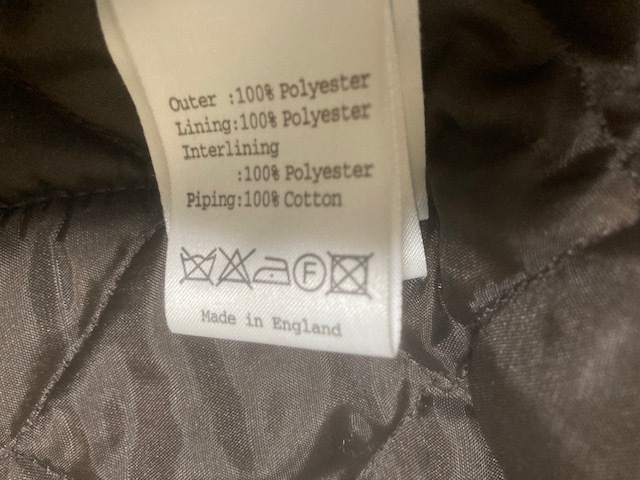 Outer :100% Polyester
Lining:100% Polyester
Interlining
:100% Polyester
Piping:100% Cotton
F
Made in England